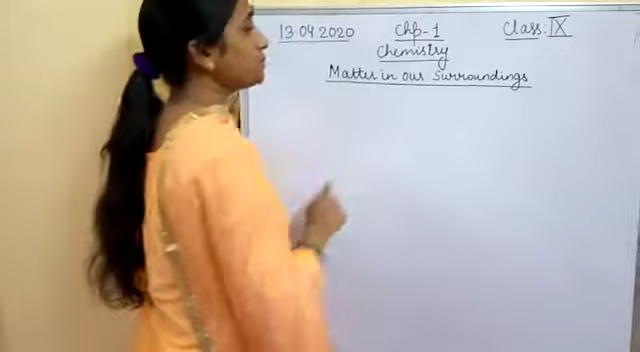 13 04 2020 Chp-1 Class: IX
Chemistry
Matter in our Surroundings